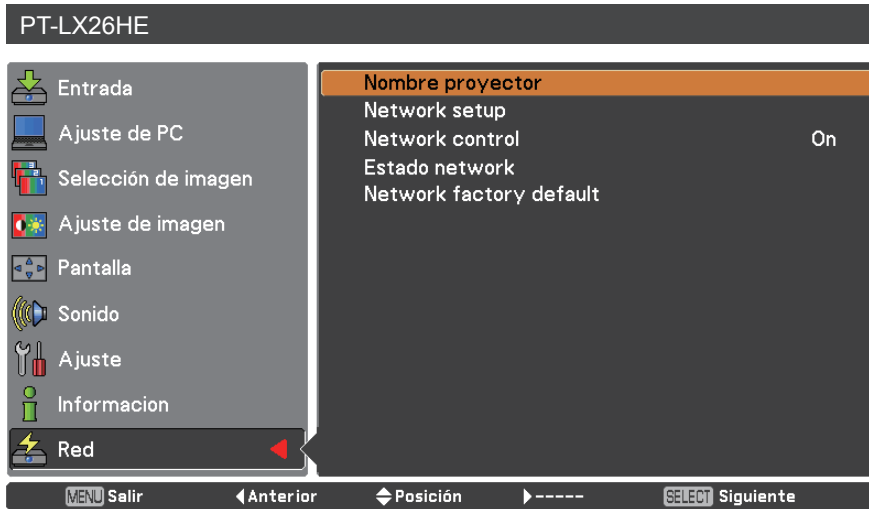 PT-LX26HE
Entrada
Ajuste de PC
Selección de imagen
Ajuste de imagen
Pantalla
Sonido
Ajuste
Informacion
Red
Nombre proyector
Network setup
Network control On
Estado network
Network factory default
MENU Salir Anterior Posición ----- SELECT Siguiente